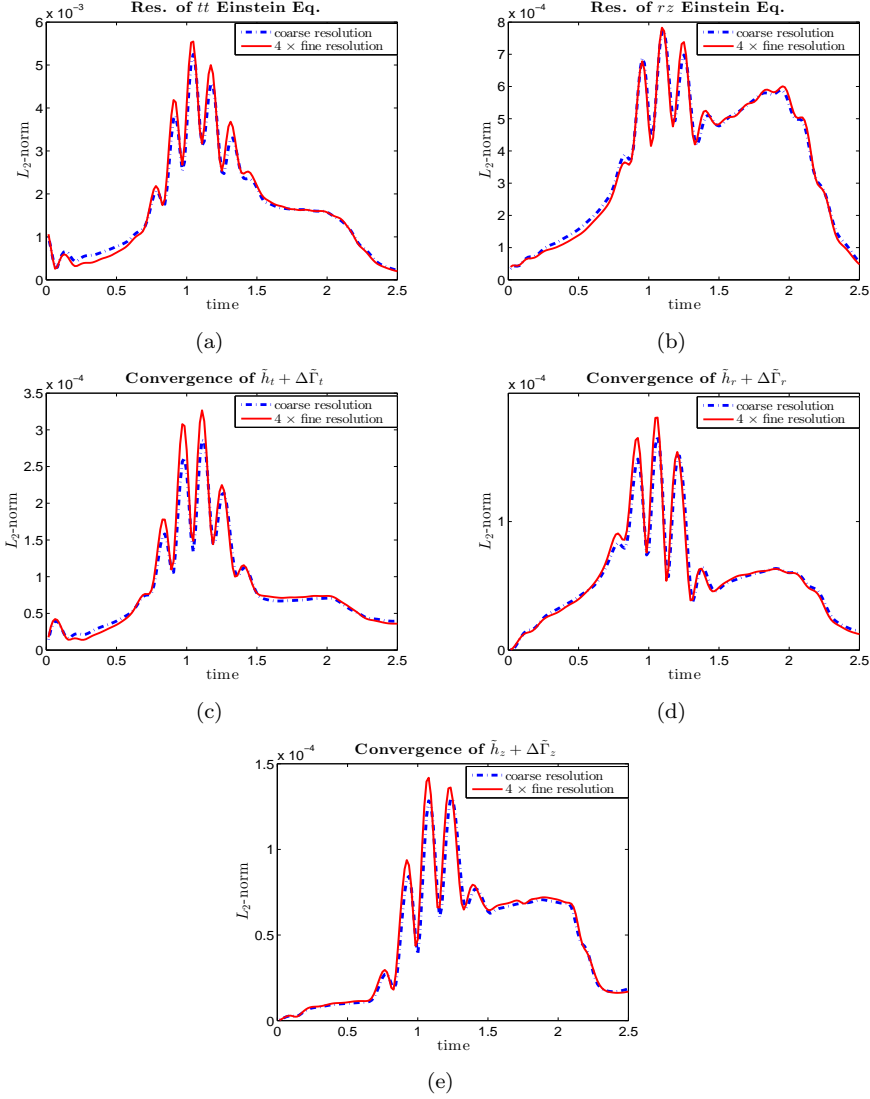 Res. of tt Einstein Eq.
x 10⁻³
6
5
4
3
2
1
0
L₂-norm
coarse resolution
4 × fine resolution
0 0.5 1 1.5 2 2.5
time
(a)
Res. of rz Einstein Eq.
x 10⁻⁴
8
7
6
5
4
3
2
1
0
L₂-norm
coarse resolution
4 × fine resolution
0 0.5 1 1.5 2 2.5
time
(b)
Convergence of h̃ₜ + ΔΓ̃ₜ
x 10⁻⁴
3.5
3
2.5
2
1.5
1
0.5
0
L₂-norm
coarse resolution
4 × fine resolution
0 0.5 1 1.5 2 2.5
time
(c)
Convergence of h̃ᵣ + ΔΓ̃ᵣ
x 10⁻⁴
1
0
L₂-norm
coarse resolution
4 × fine resolution
0 0.5 1 1.5 2 2.5
time
(d)
Convergence of h̃_z + ΔΓ̃_z
x 10⁻⁴
1.5
1
0.5
0
L₂-norm
coarse resolution
4 × fine resolution
0 0.5 1 1.5 2 2.5
time
(e)